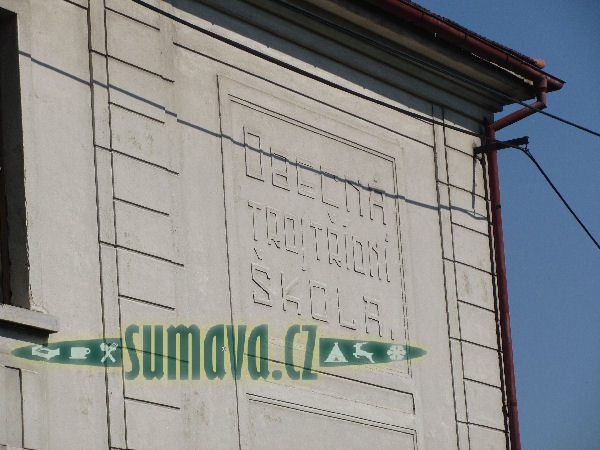 OBECNÁ
TROJTŘÍDNÍ
ŠKOLA.
SUMAVA.CZ